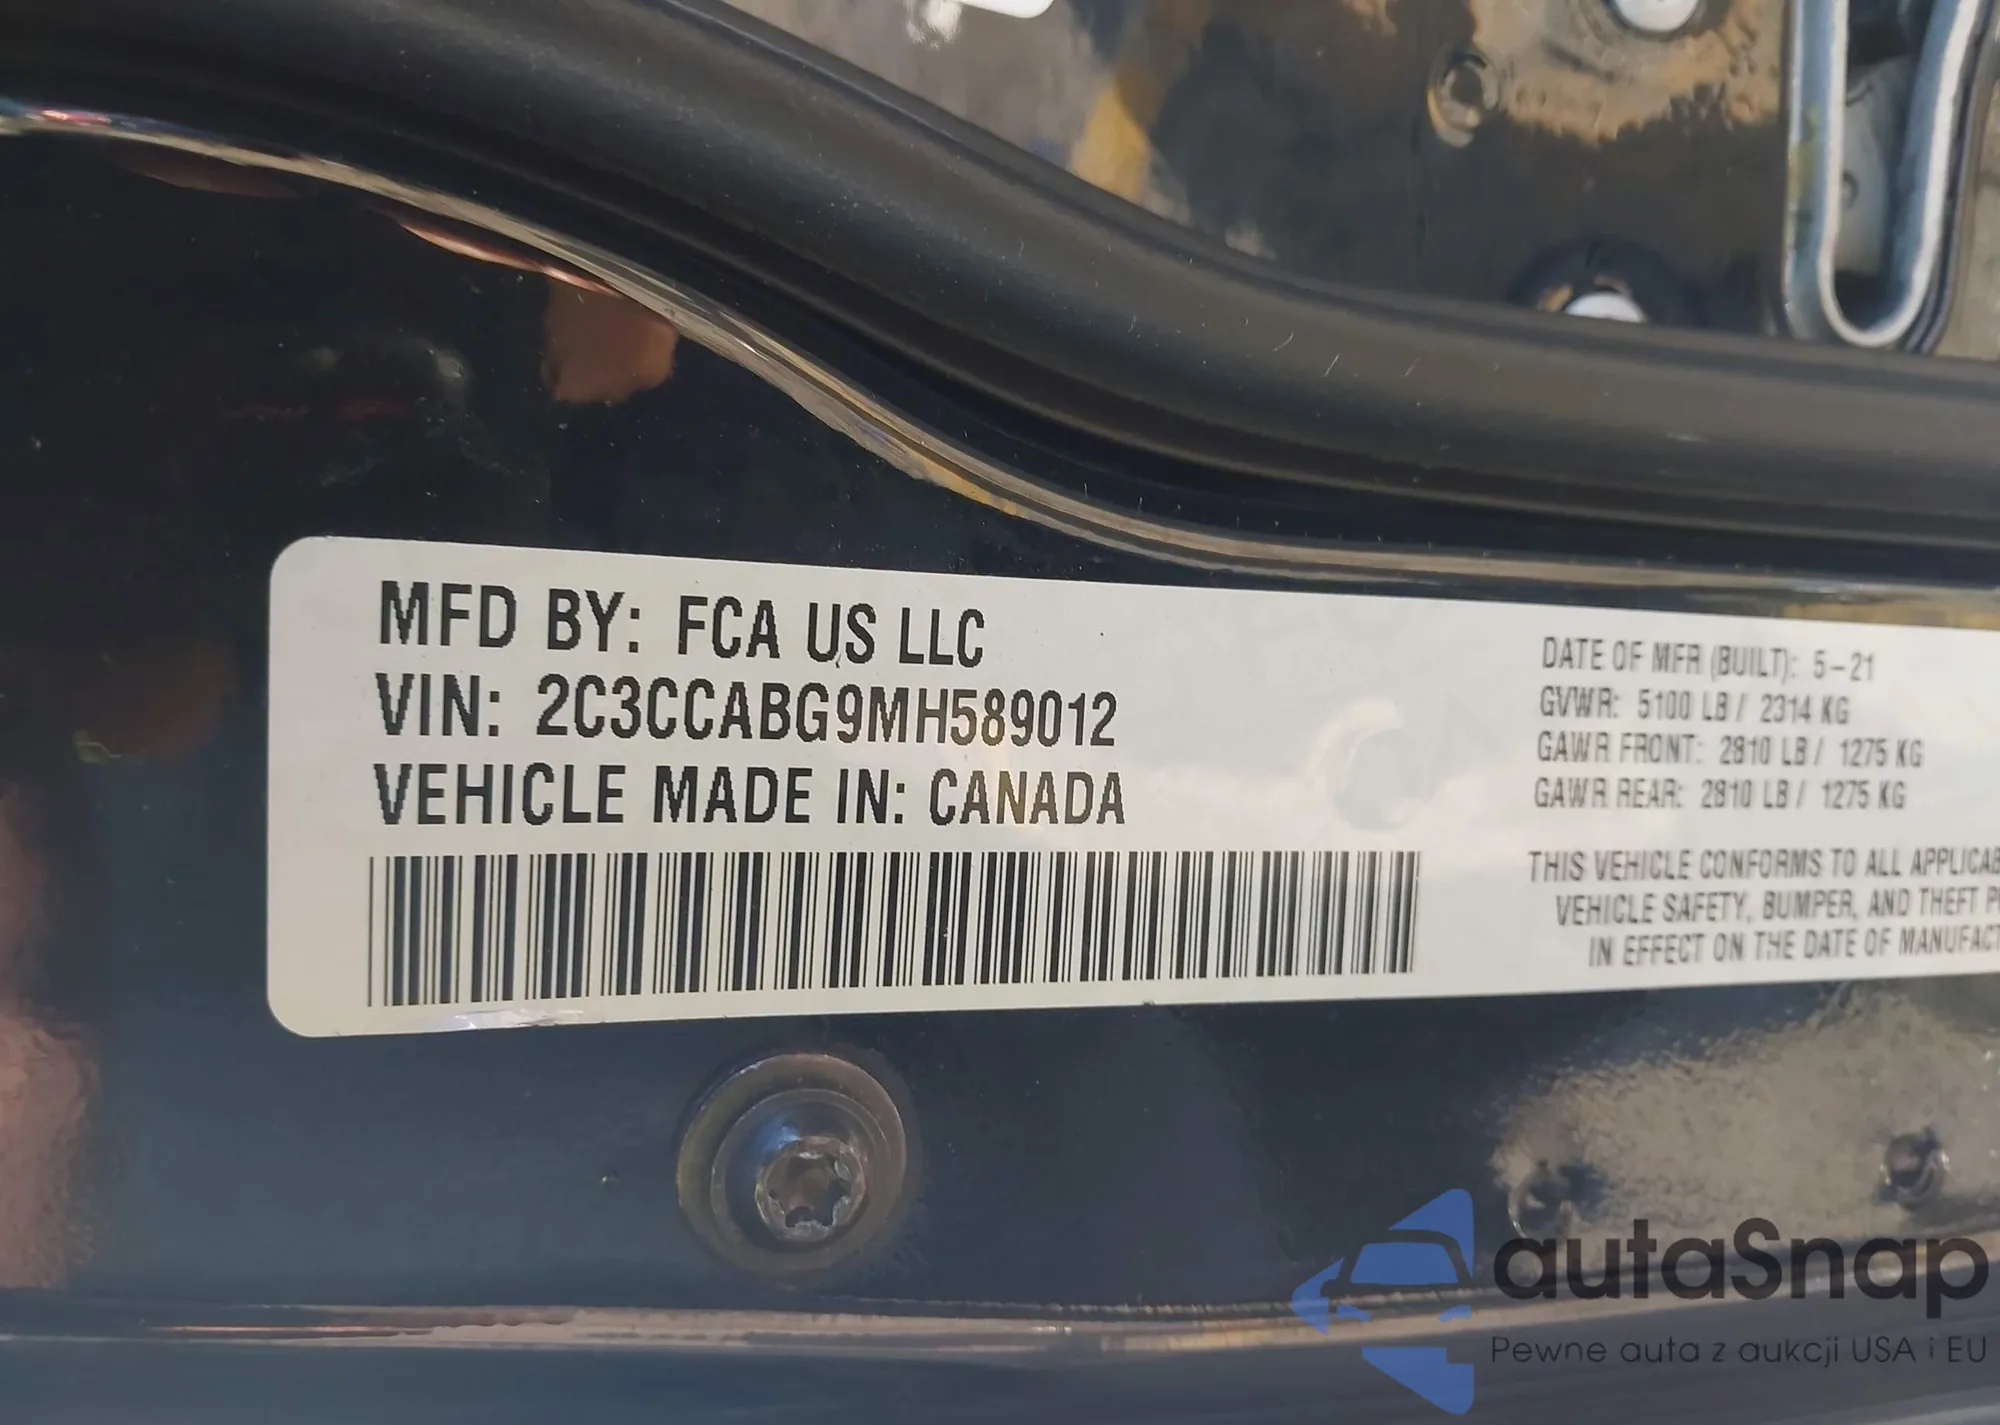 MFD BY: FCA US LLC
VIN: 2C3CCABG9MH589012
VEHICLE MADE IN: CANADA
DATE OF MFR (BUILT): 5-21
GVWR: 5100 LB / 2314 KG
GAWR FRONT: 2810 LB / 1275 KG
GAWR REAR: 2810 LB / 1275 KG
THIS VEHICLE CONFORMS TO ALL
VEHICLE SAFETY, BUMPER, AND THEFT
IN EFFECT ON THE DATE OF
autaSnap
Pewne auta z aukcji USA i EU